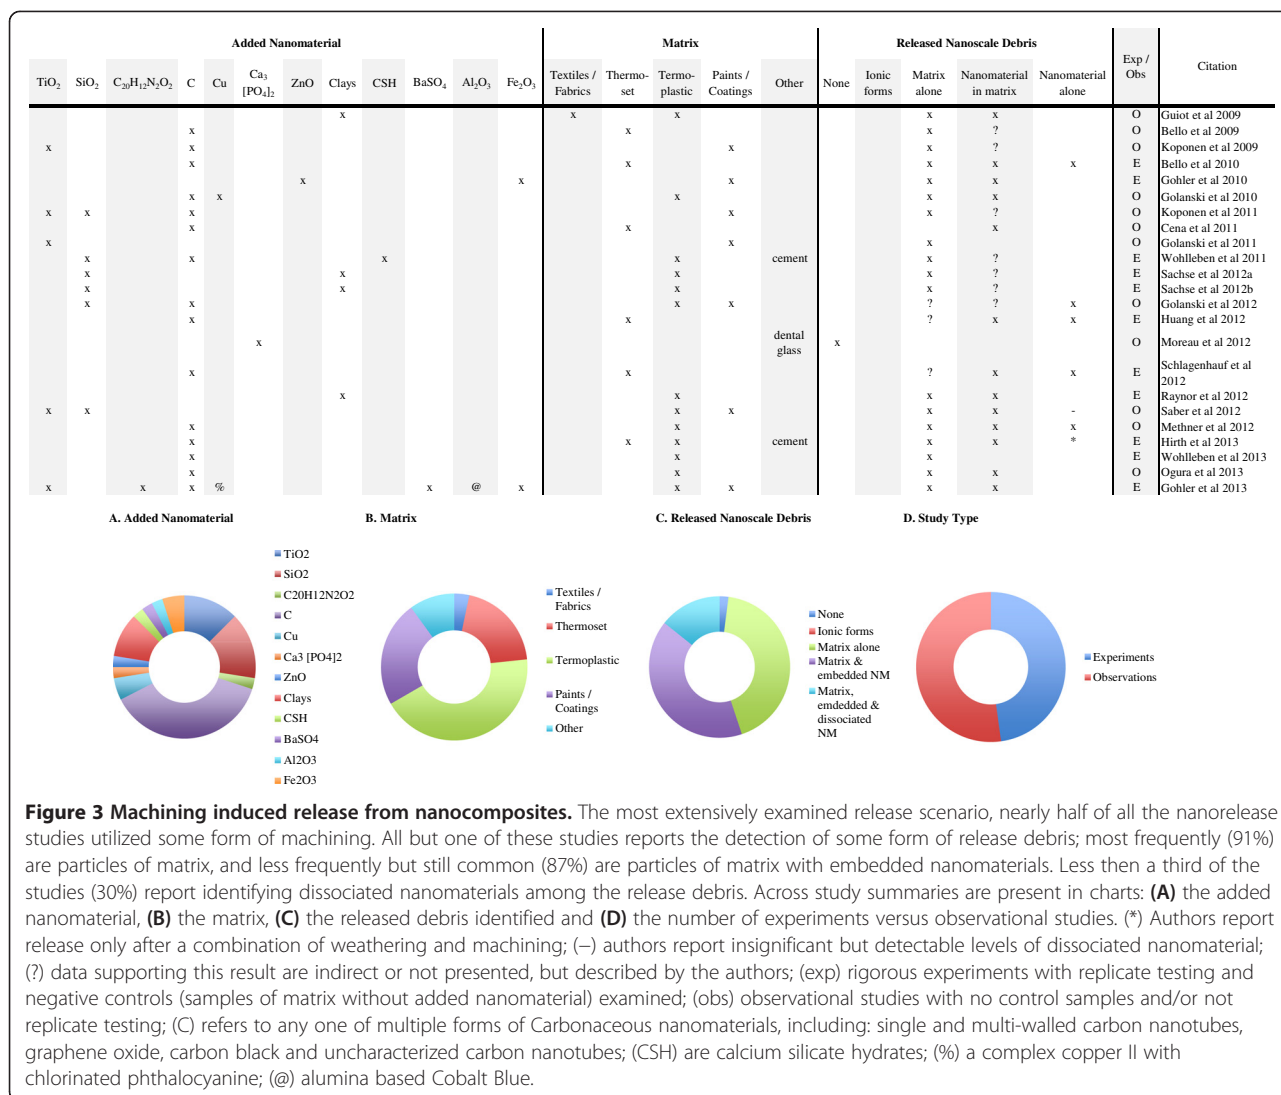 Added Nanomaterial Matrix Released Nanoscale Debris Exp / Obs Citation
TiO2 SiO2 C20H12N2O2 C Cu Ca3 [PO4]2 ZnO Clays CSH BaSO4 Al2O3 Fe2O3 Textiles / Fabrics Thermo-set Termo-plastic Paints / Coatings Other None Ionic forms Matrix alone Nanomaterial in matrix Nanomaterial alone
x x x x x O Guiot et al 2009
x x x ? O Bello et al 2009
x x x x ? O Koponen et al 2009
x x x x x E Bello et al 2010
x x x x x E Gohler et al 2010
x x x x x O Golanski et al 2010
x x x x x ? O Koponen et al 2011
x x x O Cena et al 2011
x x x O Golanski et al 2011
x x x x cement x ? E Wohlleben et al 2011
x x x x ? E Sachse et al 2012a
x x x x ? E Sachse et al 2012b
x x x x ? ? x O Golanski et al 2012
x x ? x x E Huang et al 2012
x dental glass x O Moreau et al 2012
x x ? x x E Schlagenhauf et al 2012
x x x x E Raynor et al 2012
x x x x x x - O Saber et al 2012
x x x x x O Methner et al 2012
x x x cement x x * E Hirth et al 2013
x x x E Wohlleben et al 2013
x x x x O Ogura et al 2013
x x x % x @ x x x x x E Gohler et al 2013
A. Added Nanomaterial
TiO2
SiO2
C20H12N2O2
C
Cu
Ca3 [PO4]2
ZnO
Clays
CSH
BaSO4
Al2O3
Fe2O3
B. Matrix
Textiles /
Fabrics
Thermoset
Termoplastic
Paints /
Coatings
Other
C. Released Nanoscale Debris
None
Ionic forms
Matrix alone
Matrix &
embedded NM
Matrix,
emdedded &
dissociated
NM
D. Study Type
Experiments
Observations
Figure 3 Machining induced release from nanocomposites. The most extensively examined release scenario, nearly half of all the nanorelease
studies utilized some form of machining. All but one of these studies reports the detection of some form of release debris; most frequently (91%)
are particles of matrix, and less frequently but still common (87%) are particles of matrix with embedded nanomaterials. Less then a third of the
studies (30%) report identifying dissociated nanomaterials among the release debris. Across study summaries are present in charts: (A) the added
nanomaterial, (B) the matrix, (C) the released debris identified and (D) the number of experiments versus observational studies. (*) Authors report
release only after a combination of weathering and machining; (−) authors report insignificant but detectable levels of dissociated nanomaterial;
(?) data supporting this result are indirect or not presented, but described by the authors; (exp) rigorous experiments with replicate testing and
negative controls (samples of matrix without added nanomaterial) examined; (obs) observational studies with no control samples and/or not
replicate testing; (C) refers to any one of multiple forms of Carbonaceous nanomaterials, including: single and multi-walled carbon nanotubes,
graphene oxide, carbon black and uncharacterized carbon nanotubes; (CSH) are calcium silicate hydrates; (%) a complex copper II with
chlorinated phthalocyanine; (@) alumina based Cobalt Blue.